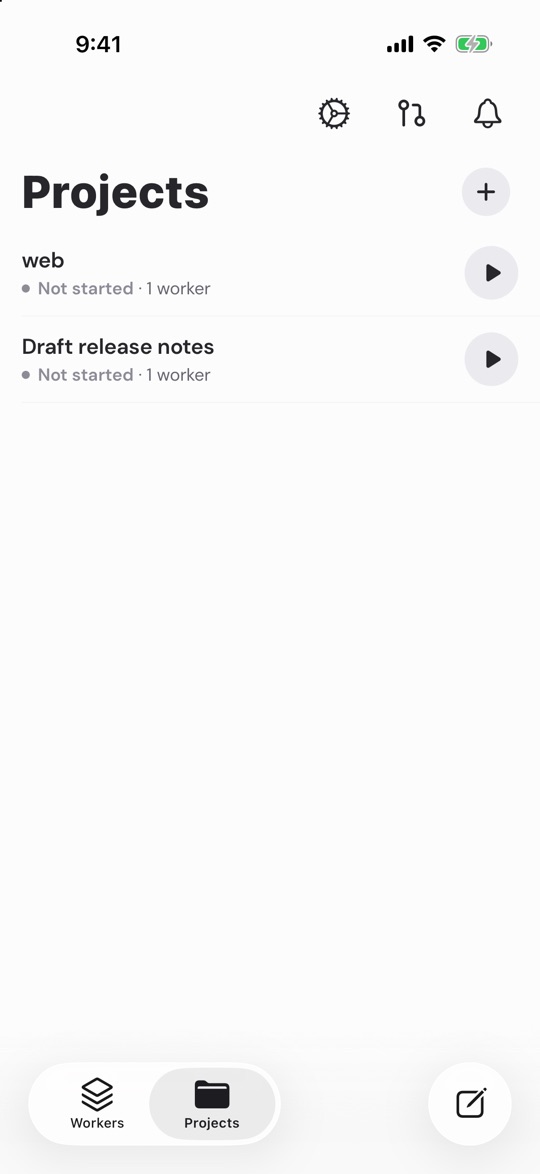 9:41
Projects
web
Not started · 1 worker
Draft release notes
Not started · 1 worker
Workers
Projects